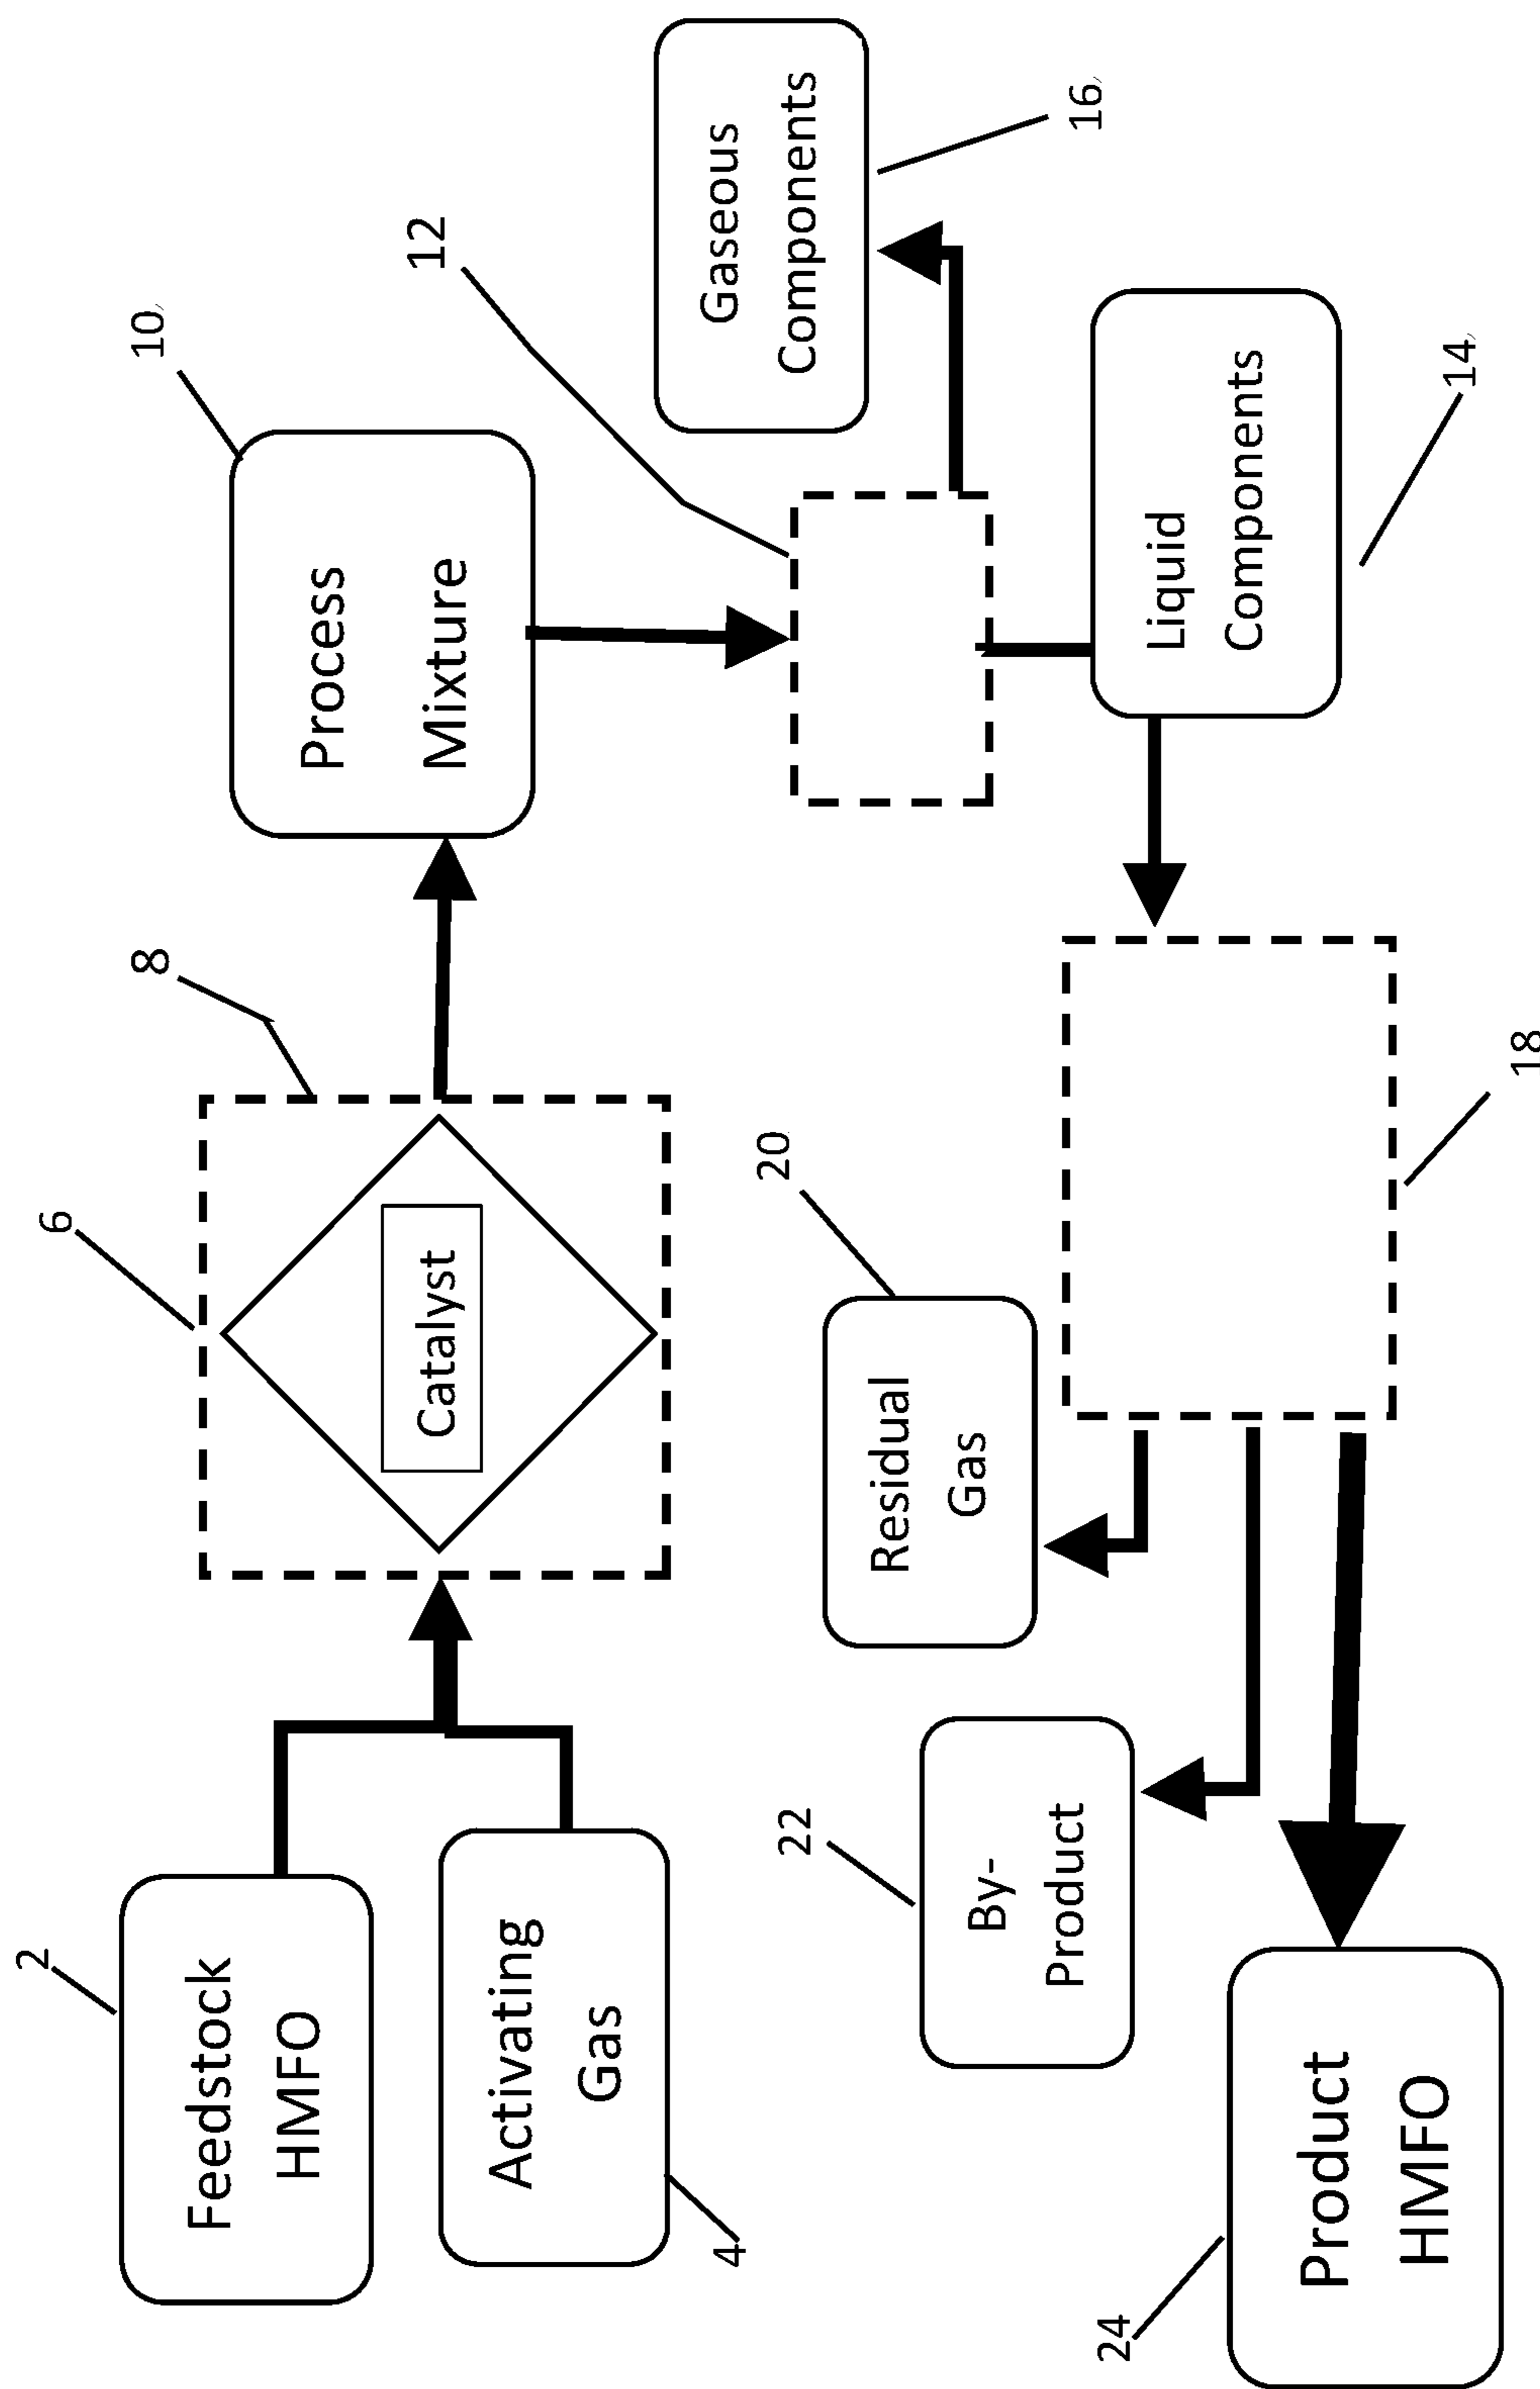 6
8
10
2
Feedstock
HMFO
Catalyst
Process
Mixture
12
Activating
Gas
4
20
Gaseous
Components
16
22
Residual
Gas
By-
Product
Liquid
Components
14
24
Product
HMFO
18